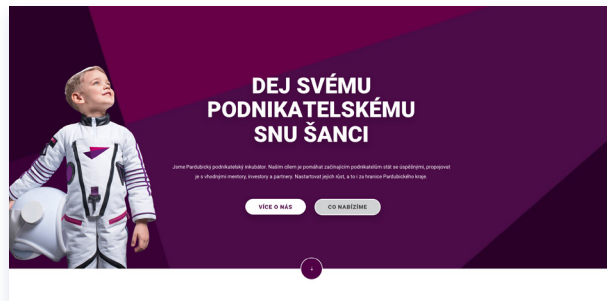 DEJ SVÉMU
PODNIKATELSKÉMU
SNU ŠANCI
Jsme Pardubický podnikatelský inkubátor. Naším cílem je pomáhat začínajícím podnikatelům stát se úspěšnými, propojovat
je s vhodnými mentory, investory a partnery. Nastartovat jejich růst, a to i za hranice Pardubického kraje.
VÍCE O NÁS
CO NABÍZÍME